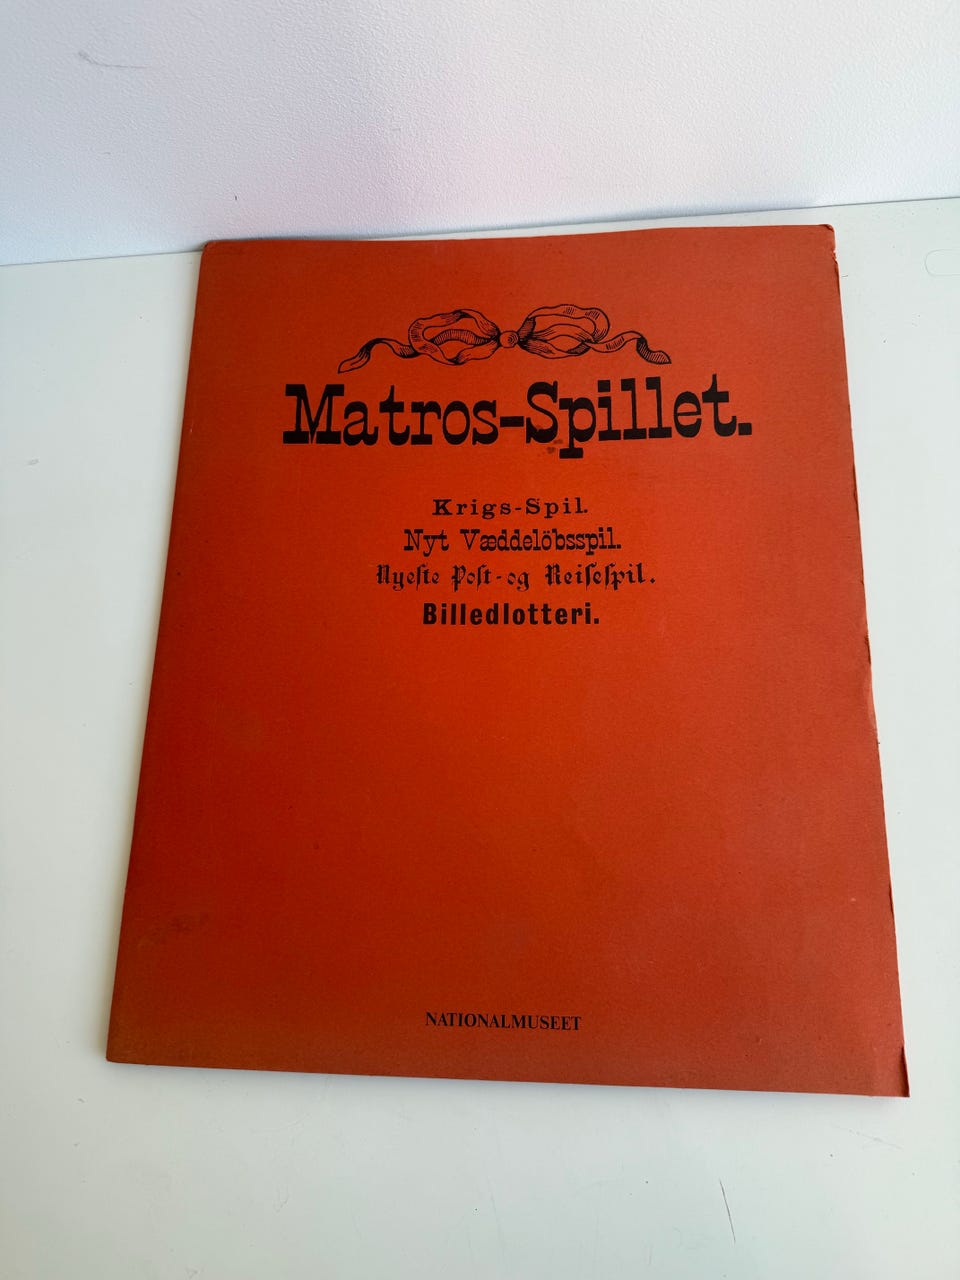 Matros-Spillet.
Krigs-Spil.
Nyt Væddelöbsspil.
Nyeste Post-og Reisespil.
Billedlotteri.
NATIONALMUSEET